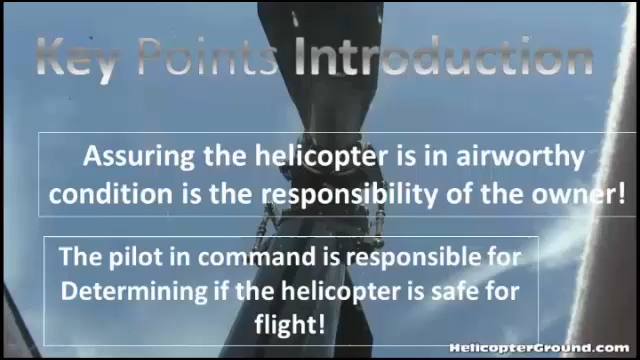 Key Points Introduction
Assuring the helicopter is in airworthy
condition is the responsibility of the owner!
The pilot in command is responsible for
Determining if the helicopter is safe for
flight!
HelicopterGround.com